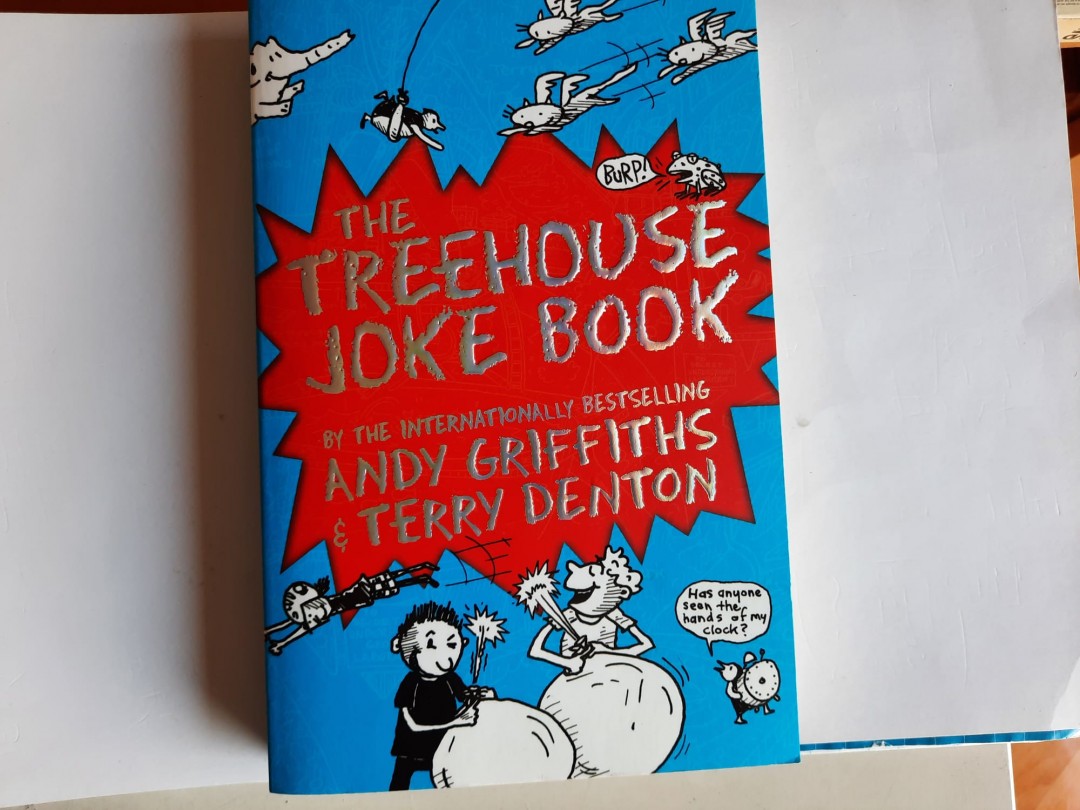 BURP!
THE
TREEHOUSE
JOKE BOOK
BY THE INTERNATIONALLY BESTSELLING
ANDY GRIFFITHS
& TERRY DENTON
Has anyone
seen the
hands of my
clock?